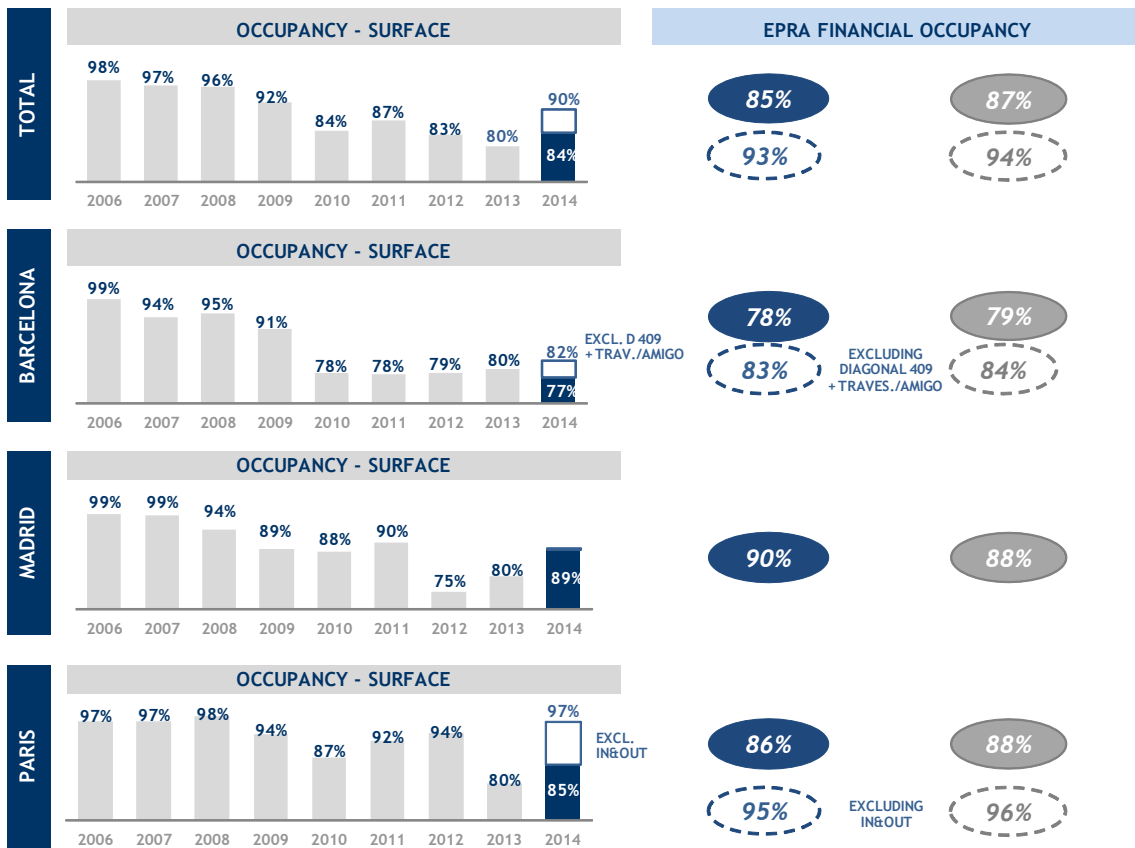 TOTAL
OCCUPANCY - SURFACE
98%
97%
96%
92%
84%
87%
83%
80%
90%
84%
2006 2007 2008 2009 2010 2011 2012 2013 2014
EPRA FINANCIAL OCCUPANCY
85%
87%
93%
94%
BARCELONA
OCCUPANCY - SURFACE
99%
94%
95%
91%
78%
78%
79%
80%
82%
77%
EXCL. D 409
+ TRAV./AMIGO
2006 2007 2008 2009 2010 2011 2012 2013 2014
78%
79%
83%
EXCLUDING
DIAGONAL 409
+ TRAVES./AMIGO
84%
MADRID
OCCUPANCY - SURFACE
99%
99%
94%
89%
88%
90%
75%
80%
89%
2006 2007 2008 2009 2010 2011 2012 2013 2014
90%
88%
PARIS
OCCUPANCY - SURFACE
97%
97%
98%
94%
87%
92%
94%
80%
97%
85%
EXCL.
IN&OUT
2006 2007 2008 2009 2010 2011 2012 2013 2014
86%
88%
95%
EXCLUDING
IN&OUT
96%